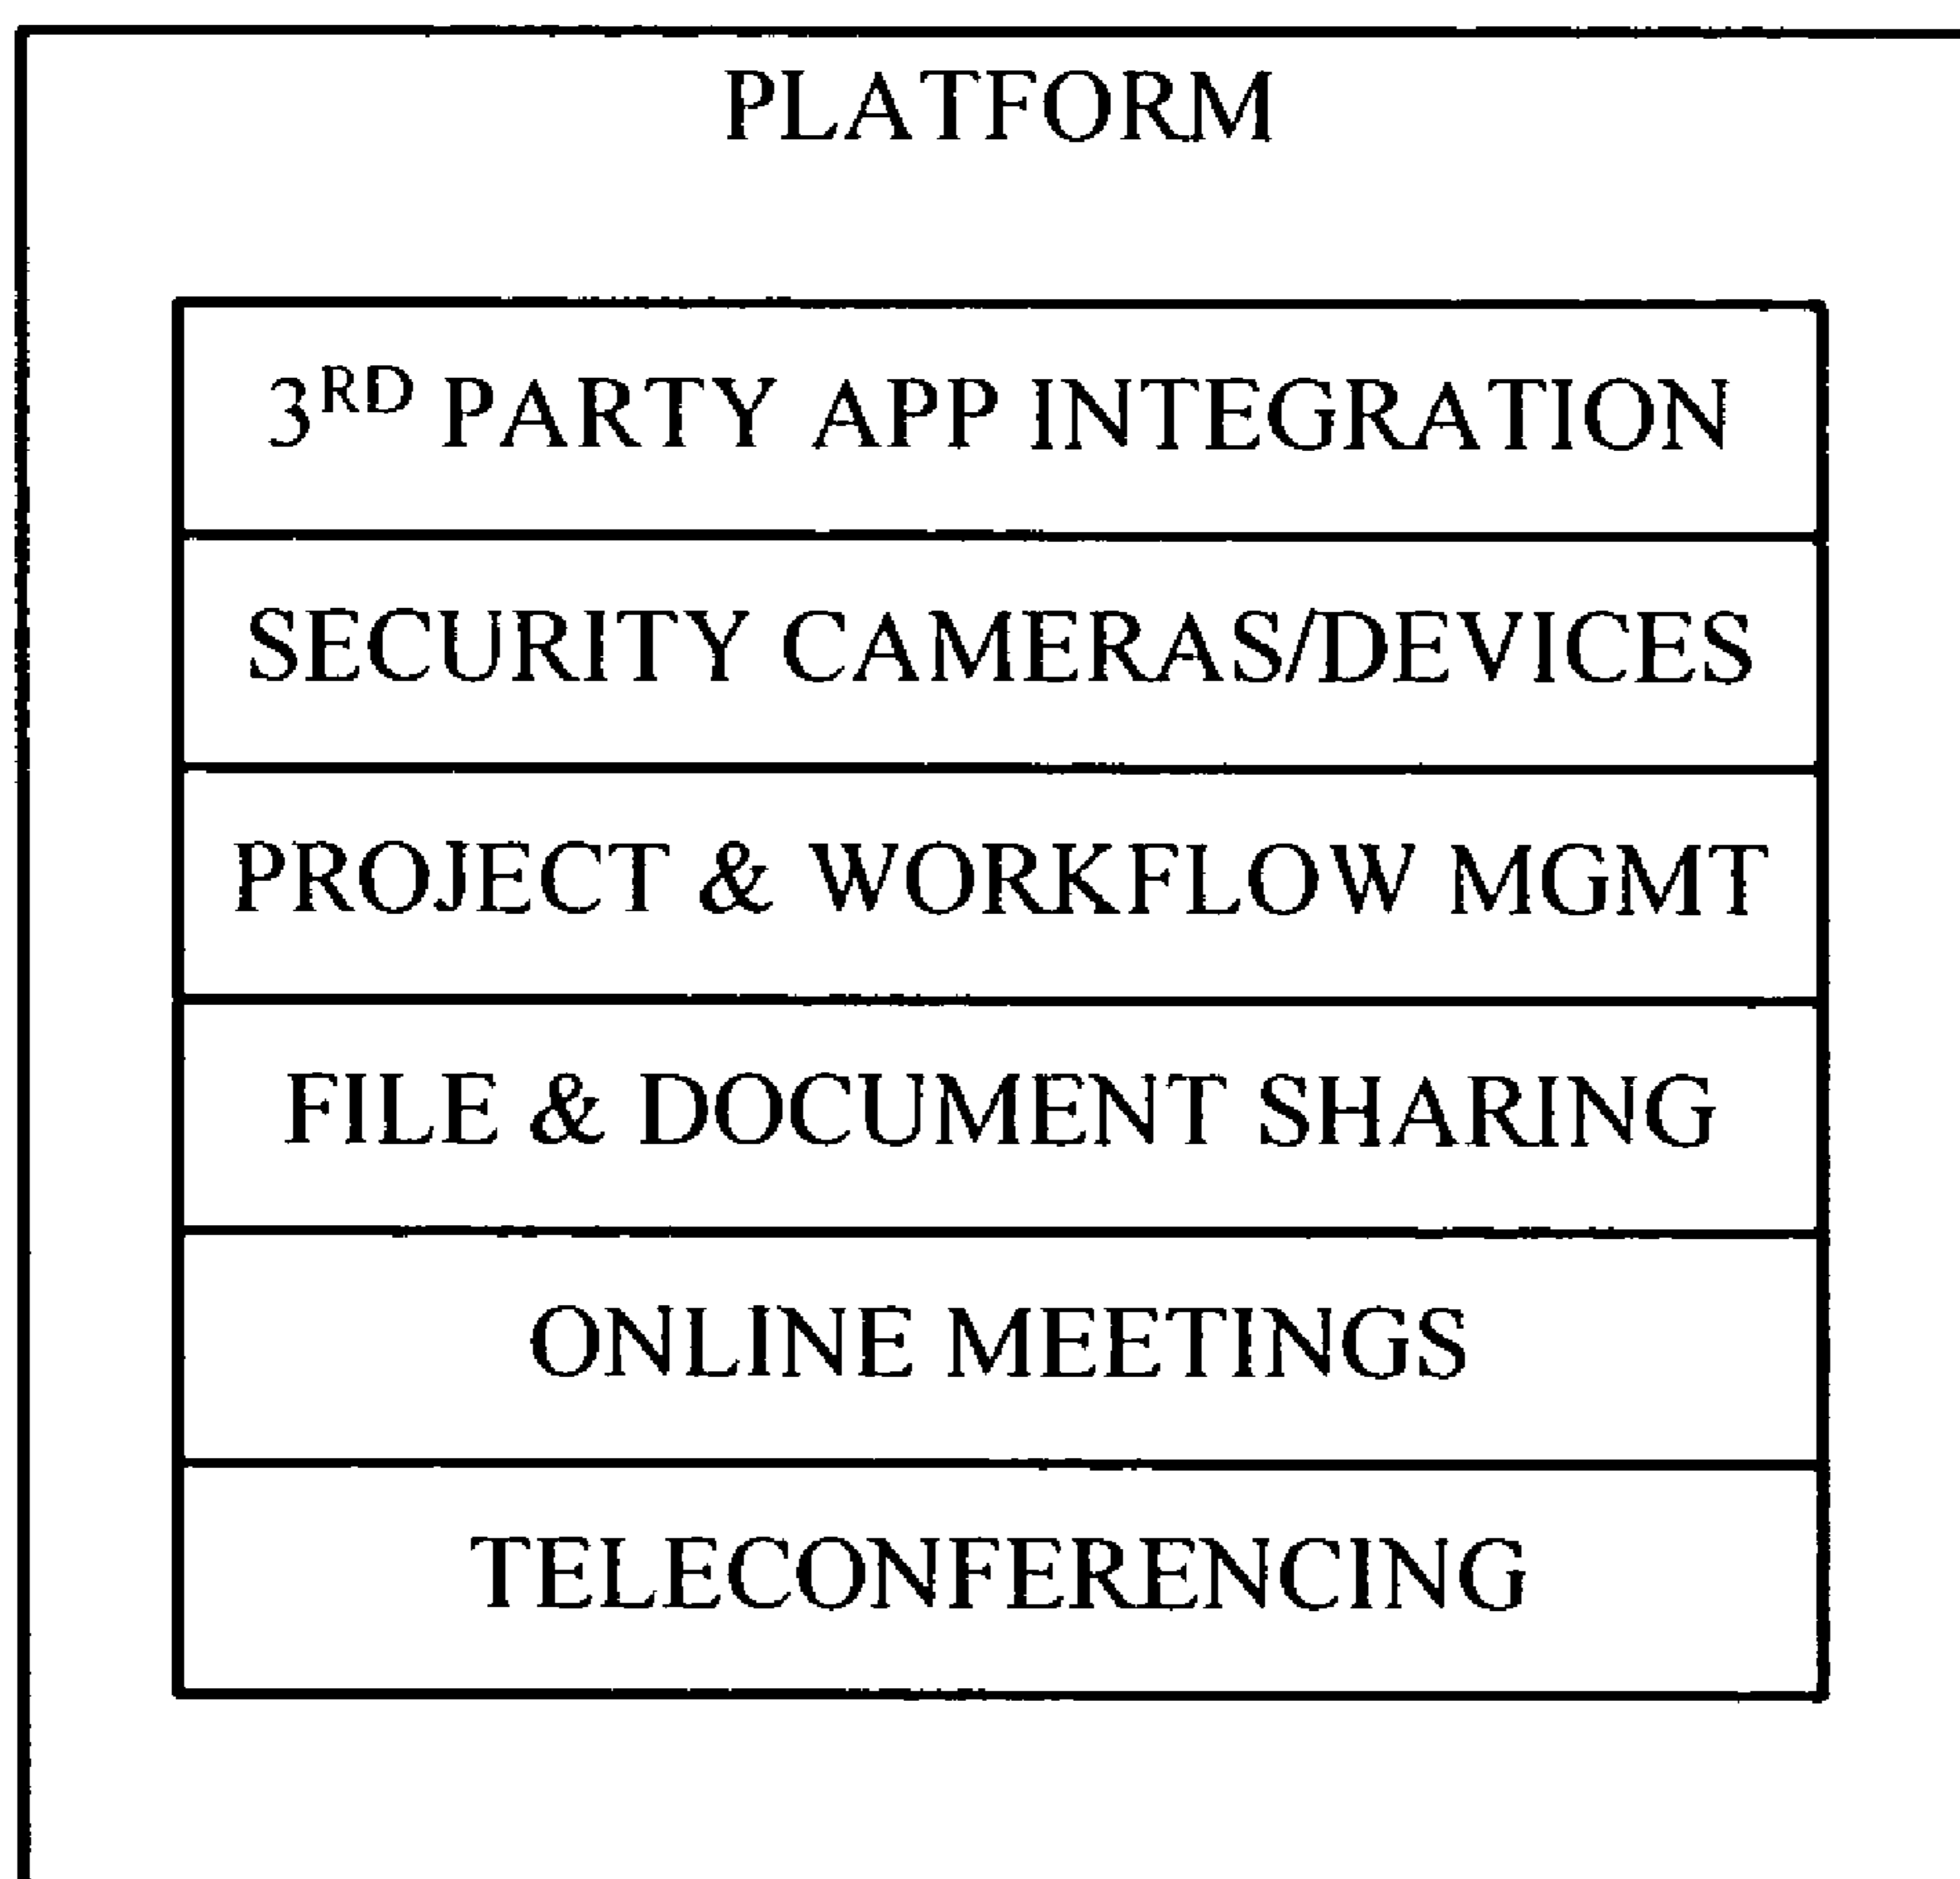 PLATFORM
3RD PARTY APP INTEGRATION
SECURITY CAMERAS/DEVICES
PROJECT & WORKFLOW MGMT
FILE & DOCUMENT SHARING
ONLINE MEETINGS
TELECONFERENCING